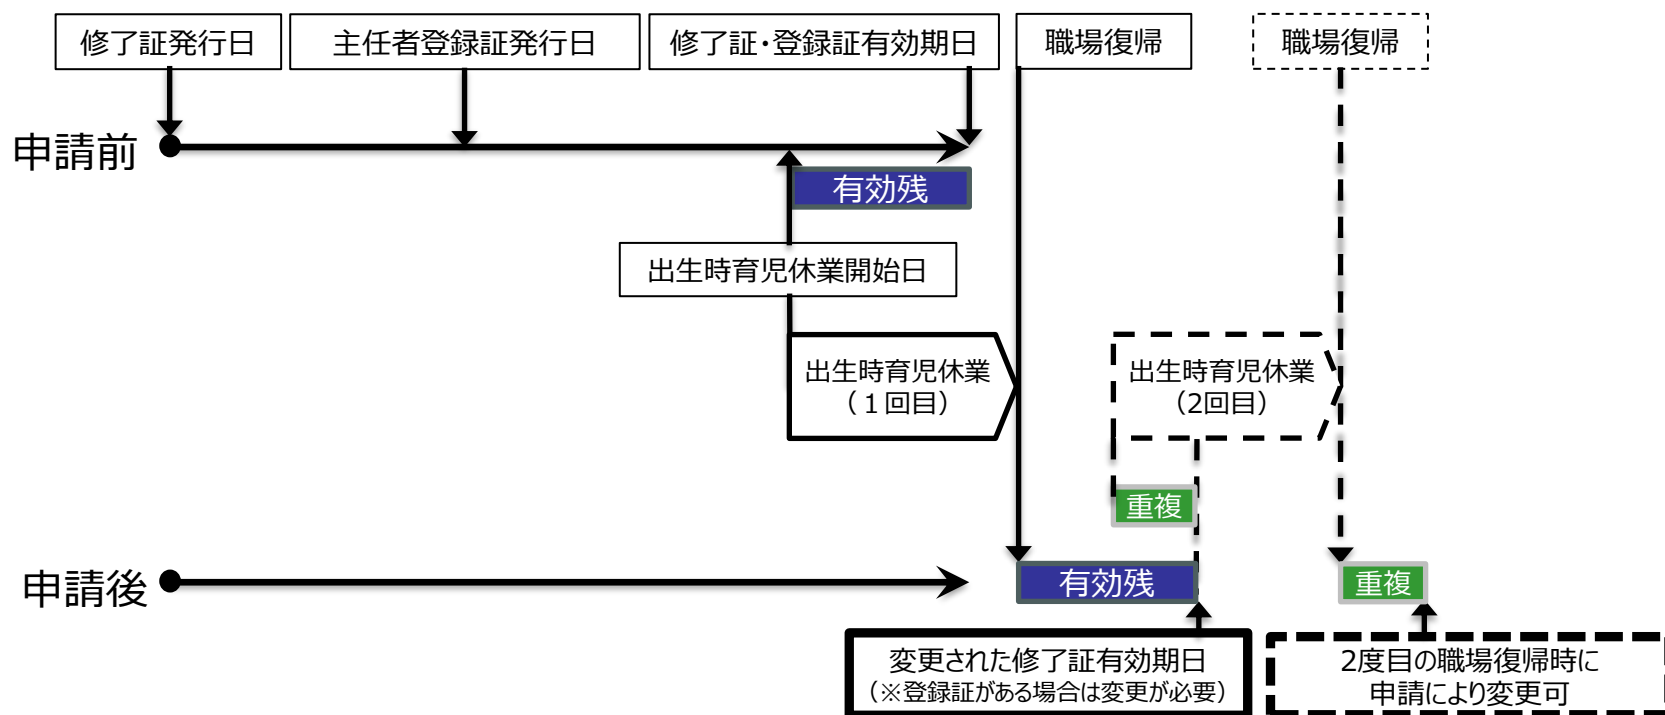 修了証発行日
主任者登録証発行日
修了証・登録証有効期日
職場復帰
職場復帰
申請前
有効残
出生時育児休業開始日
出生時育児休業
（１回目）
出生時育児休業
（2回目）
重複
申請後
有効残
重複
変更された修了証有効期日
（※登録証がある場合は変更が必要）
2度目の職場復帰時に
申請により変更可